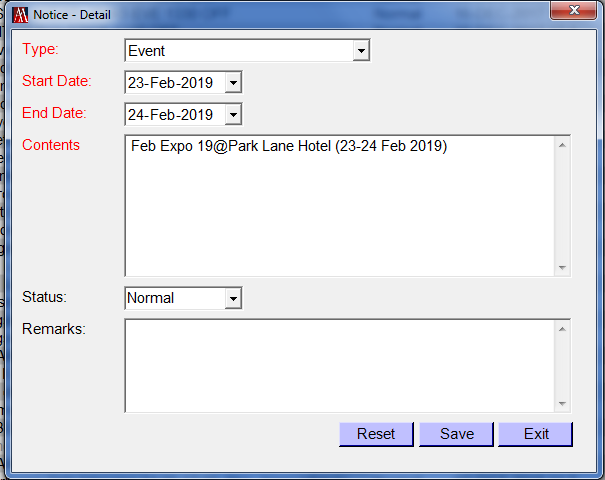 Notice - Detail
Type: Event
Start Date: 23-Feb-2019
End Date: 24-Feb-2019
Contents Feb Expo 19@Park Lane Hotel (23-24 Feb 2019)
Status: Normal
Remarks:
Reset Save Exit